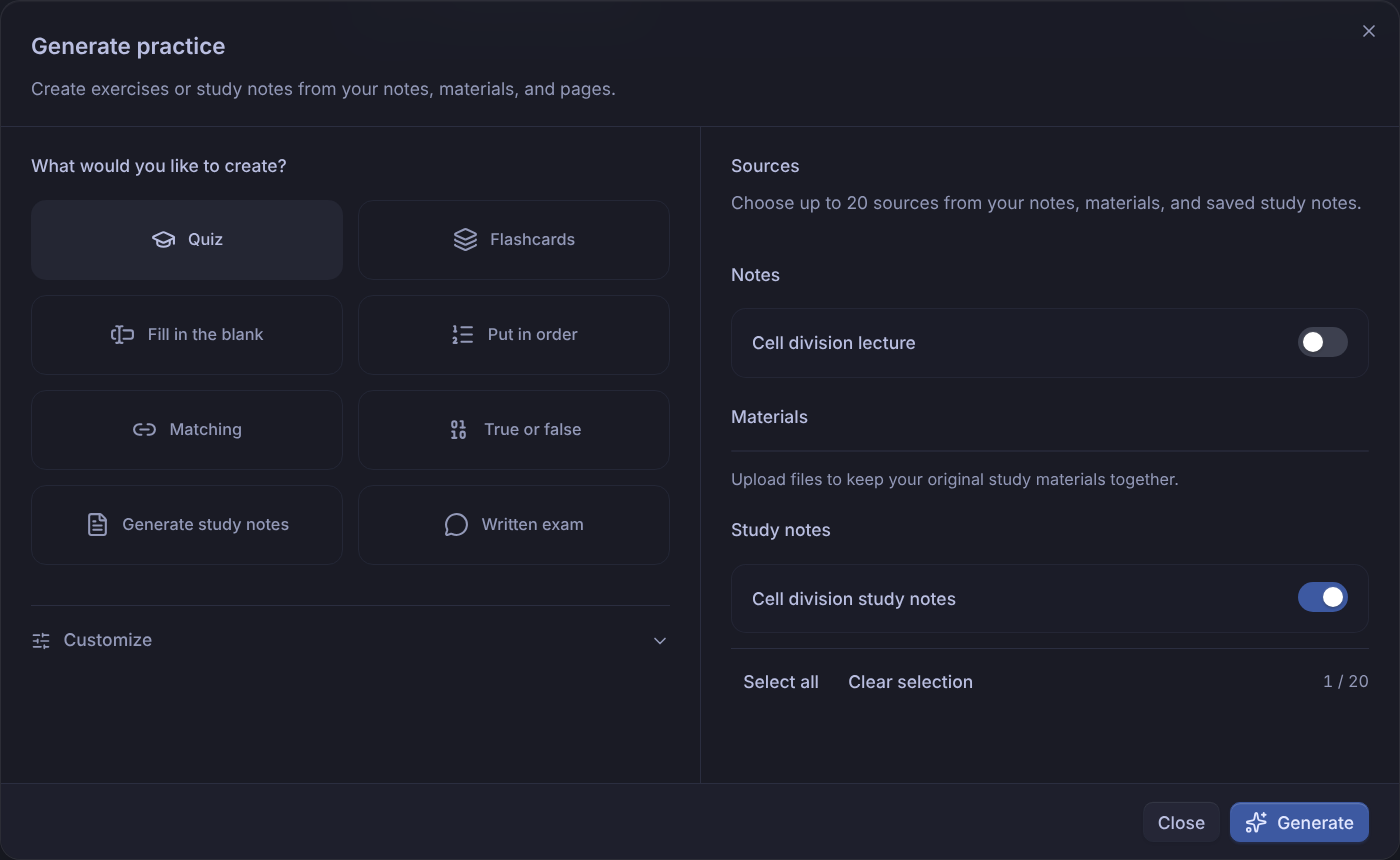 Generate practice
Create exercises or study notes from your notes, materials, and pages.
What would you like to create?
Quiz
Flashcards
Fill in the blank
Put in order
Matching
True or false
Generate study notes
Written exam
Customize
Sources
Choose up to 20 sources from your notes, materials, and saved study notes.
Notes
Cell division lecture
Materials
Upload files to keep your original study materials together.
Study notes
Cell division study notes
Select all
Clear selection
1 / 20
Close
Generate